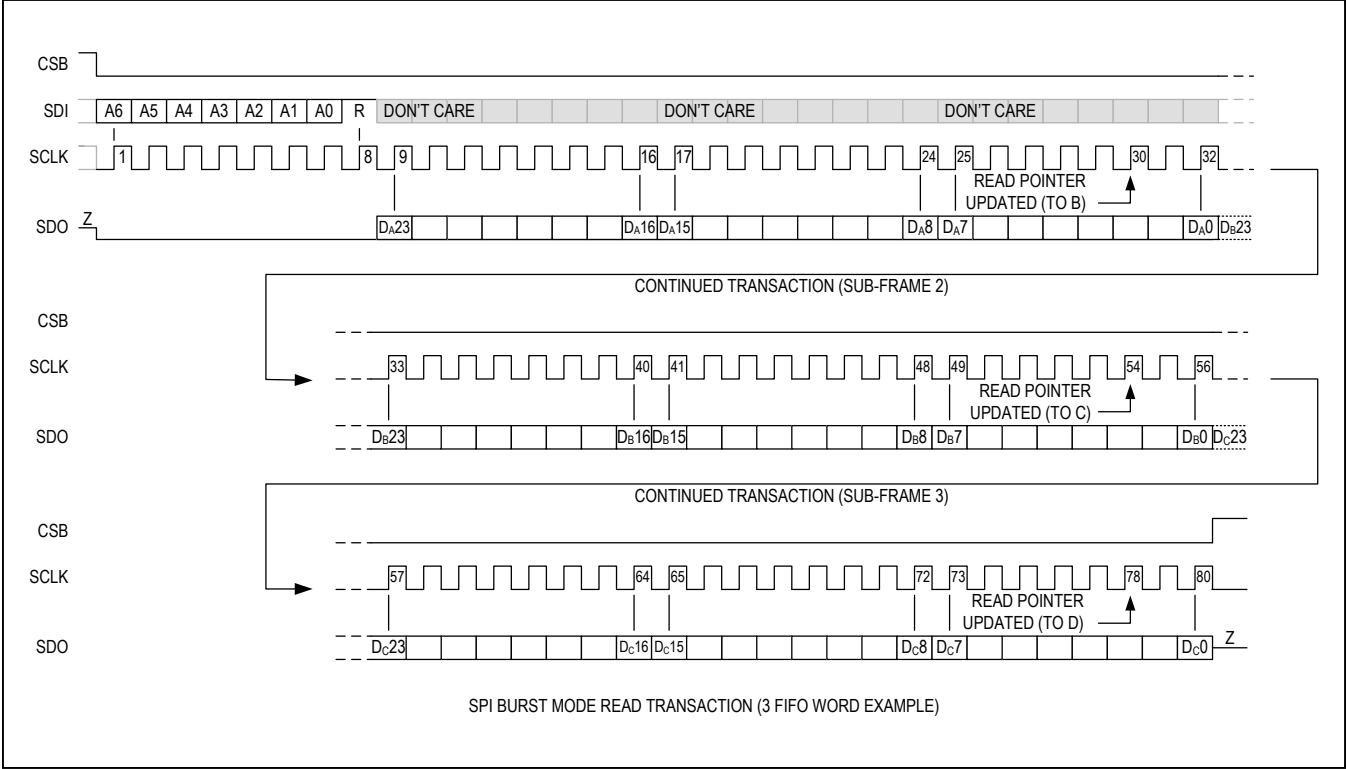 CSB
SDI A6 A5 A4 A3 A2 A1 A0 R DON'T CARE DON'T CARE DON'T CARE
SCLK 1 8 9 16 17 24 25 30 32
READ POINTER
UPDATED (TO B)
SDO Z DA23 DA16 DA15 DA8 DA7 DA0 DB23
CONTINUED TRANSACTION (SUB-FRAME 2)
CSB
SCLK 33 40 41 48 49 54 56
READ POINTER
UPDATED (TO C)
SDO DB23 DB16 DB15 DB8 DB7 DB0 DC23
CONTINUED TRANSACTION (SUB-FRAME 3)
CSB
SCLK 57 64 65 72 73 78 80
READ POINTER
UPDATED (TO D)
SDO DC23 DC16 DC15 DC8 DC7 DC0 Z
SPI BURST MODE READ TRANSACTION (3 FIFO WORD EXAMPLE)